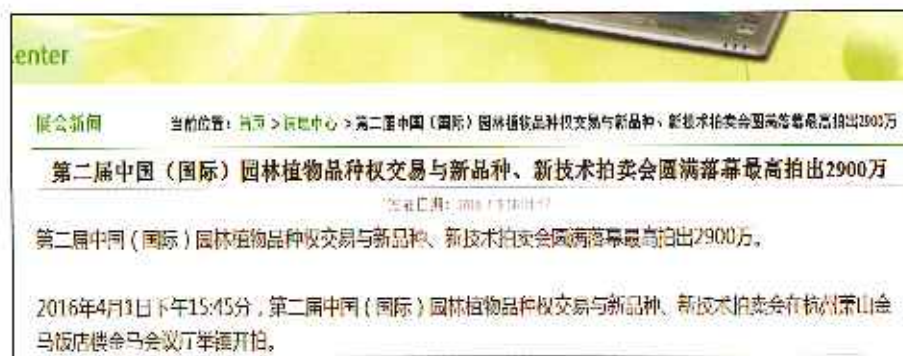 enter
展会新闻
当前位置：首页 > 信息中心 > 第二届中国（国际）园林植物品种权交易与新品种、新技术拍卖会圆满落幕最高拍出2900万
第二届中国（国际）园林植物品种权交易与新品种、新技术拍卖会圆满落幕最高拍出2900万
第二届中国（国际）园林植物品种权交易与新品种、新技术拍卖会圆满落幕最高拍出2900万。
2016年4月1日下午15:45分，第二届中国（国际）园林植物品种权交易与新品种、新技术拍卖会在杭州萧山金
马饭店楼金马会议厅举锤开拍。